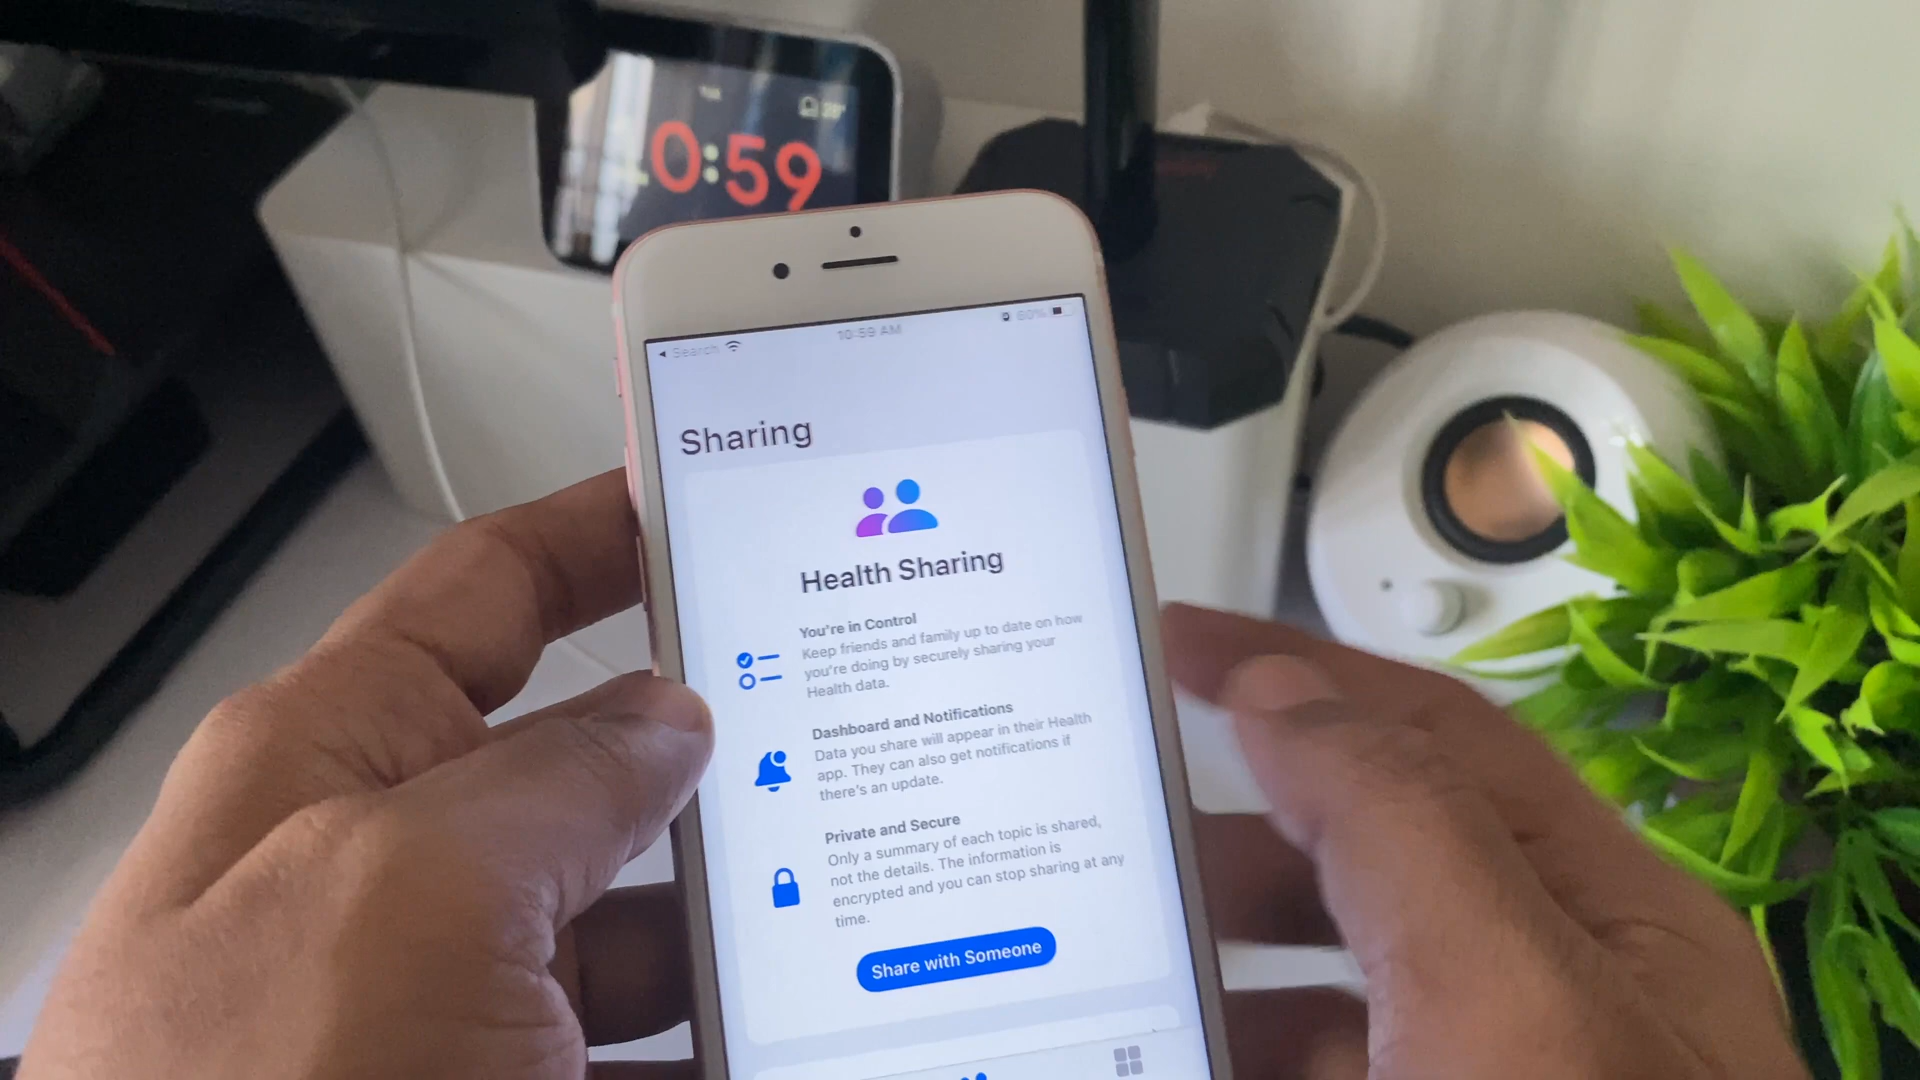 0:59
Search
10:59 AM
60%
Sharing
Health Sharing
You're in Control
Keep friends and family up to date on how
you're doing by securely sharing your
Health data.
Dashboard and Notifications
Data you share will appear in their Health
app. They can also get notifications if
there's an update.
Private and Secure
Only a summary of each topic is shared,
not the details. The information is
encrypted and you can stop sharing at any
time.
Share with Someone